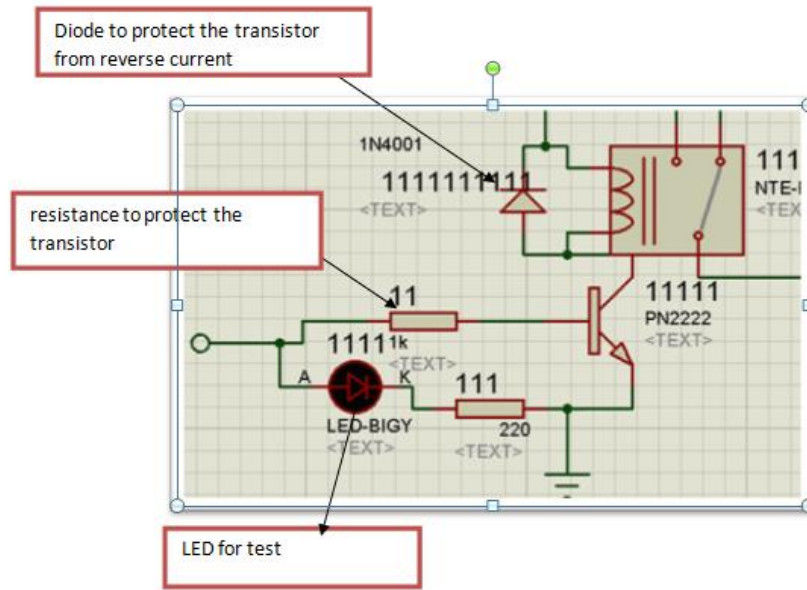 Diode to protect the transistor
from reverse current
1N4001
1111111111
<TEXT>
111
NTE-
<TEX
resistance to protect the
transistor
11
1k
<TEXT>
11111
PN2222
<TEXT>
1111
A
K
LED-BIGY
<TEXT>
111
220
<TEXT>
LED for test